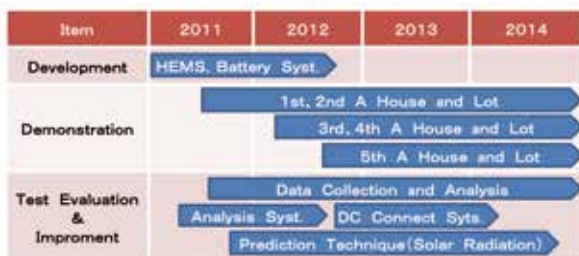 Item 2011 2012 2013 2014
Development
HEMS, Battery Syst.
Demonstration
1st, 2nd A House and Lot
3rd, 4th A House and Lot
5th A House and Lot
Test Evaluation
&
Improment
Data Collection and Analysis
Analysis Syst. DC Connect Syts.
Prediction Technique(Solar Radiation)